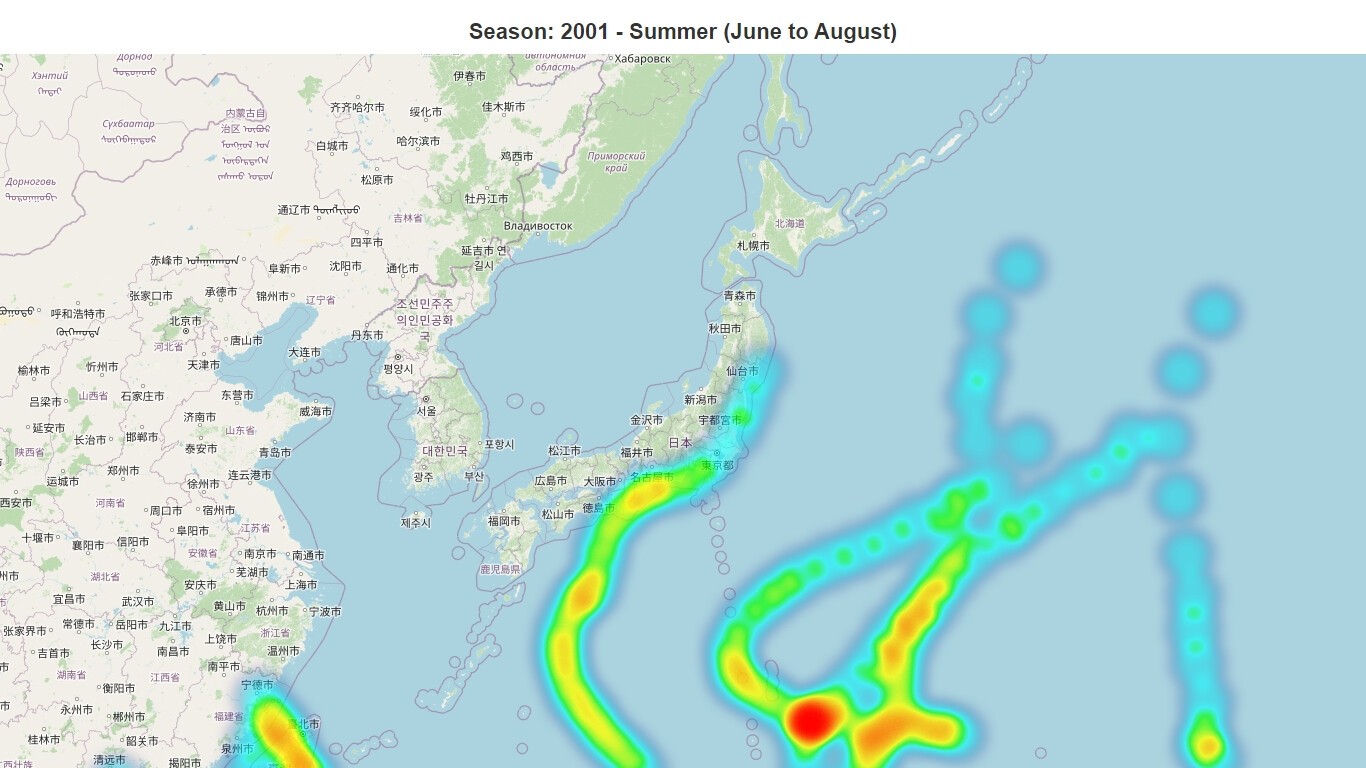 Season: 2001 - Summer (June to August)
Дорнод
автономная
область
Хабаровск
Хэнтий
伊春市
齐齐哈尔市
绥化市
佳木斯市
内蒙古自
治区
Сүхбаатар
白城市
哈尔滨市
鸡西市
Приморский
край
Дорноговь
松原市
牡丹江市
通辽市
吉林省
Владивосток
北海道
四平市
延吉市 연
길시
札幌市
赤峰市
阜新市
沈阳市
通化市
张家口市
承德市
锦州市
辽宁省
조선민주주
의인민공화
국
青森市
呼和浩特市
北京市
丹东市
秋田市
河北省
唐山市
大连市
평양시
榆林市
忻州市
天津市
仙台市
吕梁市
山西省
石家庄市
东营市
威海市
서울
新潟市
延安市
长治市
邯郸市
济南市
山东省
金沢市
宇都宮市
陕西省
泰安市
青岛市
대한민국
포항시
松江市
福井市
日本
東京都
运城市
郑州市
连云港市
광주
부산
広島市
大阪市
名古屋市
西安市
河南省
徐州市
周口市
宿州市
제주시
福岡市
松山市
徳島市
十堰市
襄阳市
信阳市
阜阳市
江苏省
安徽省
南京市
南通市
鹿児島県
湖北省
安庆市
芜湖市
上海市
宜昌市
武汉市
黄山市
杭州市
宁波市
张家界市
常德市
岳阳市
九江市
浙江省
吉首市
长沙市
南昌市
上饶市
温州市
湖南省
江西省
南平市
衡阳市
宁德市
永州市
郴州市
福建省
臺北市
桂林市
韶关市
泉州市
清远市
揭阳市